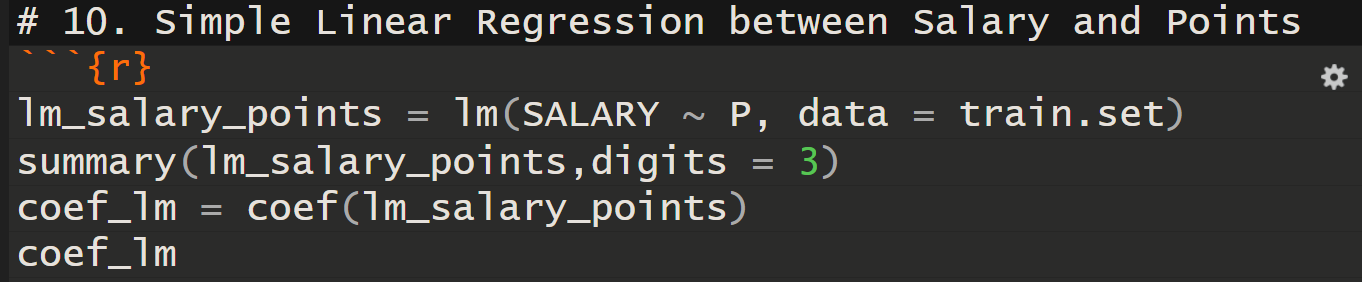 # 10. Simple Linear Regression between Salary and Points
```{r}
lm_salary_points = lm(SALARY ~ P, data = train.set)
summary(lm_salary_points,digits = 3)
coef_lm = coef(lm_salary_points)
coef_lm